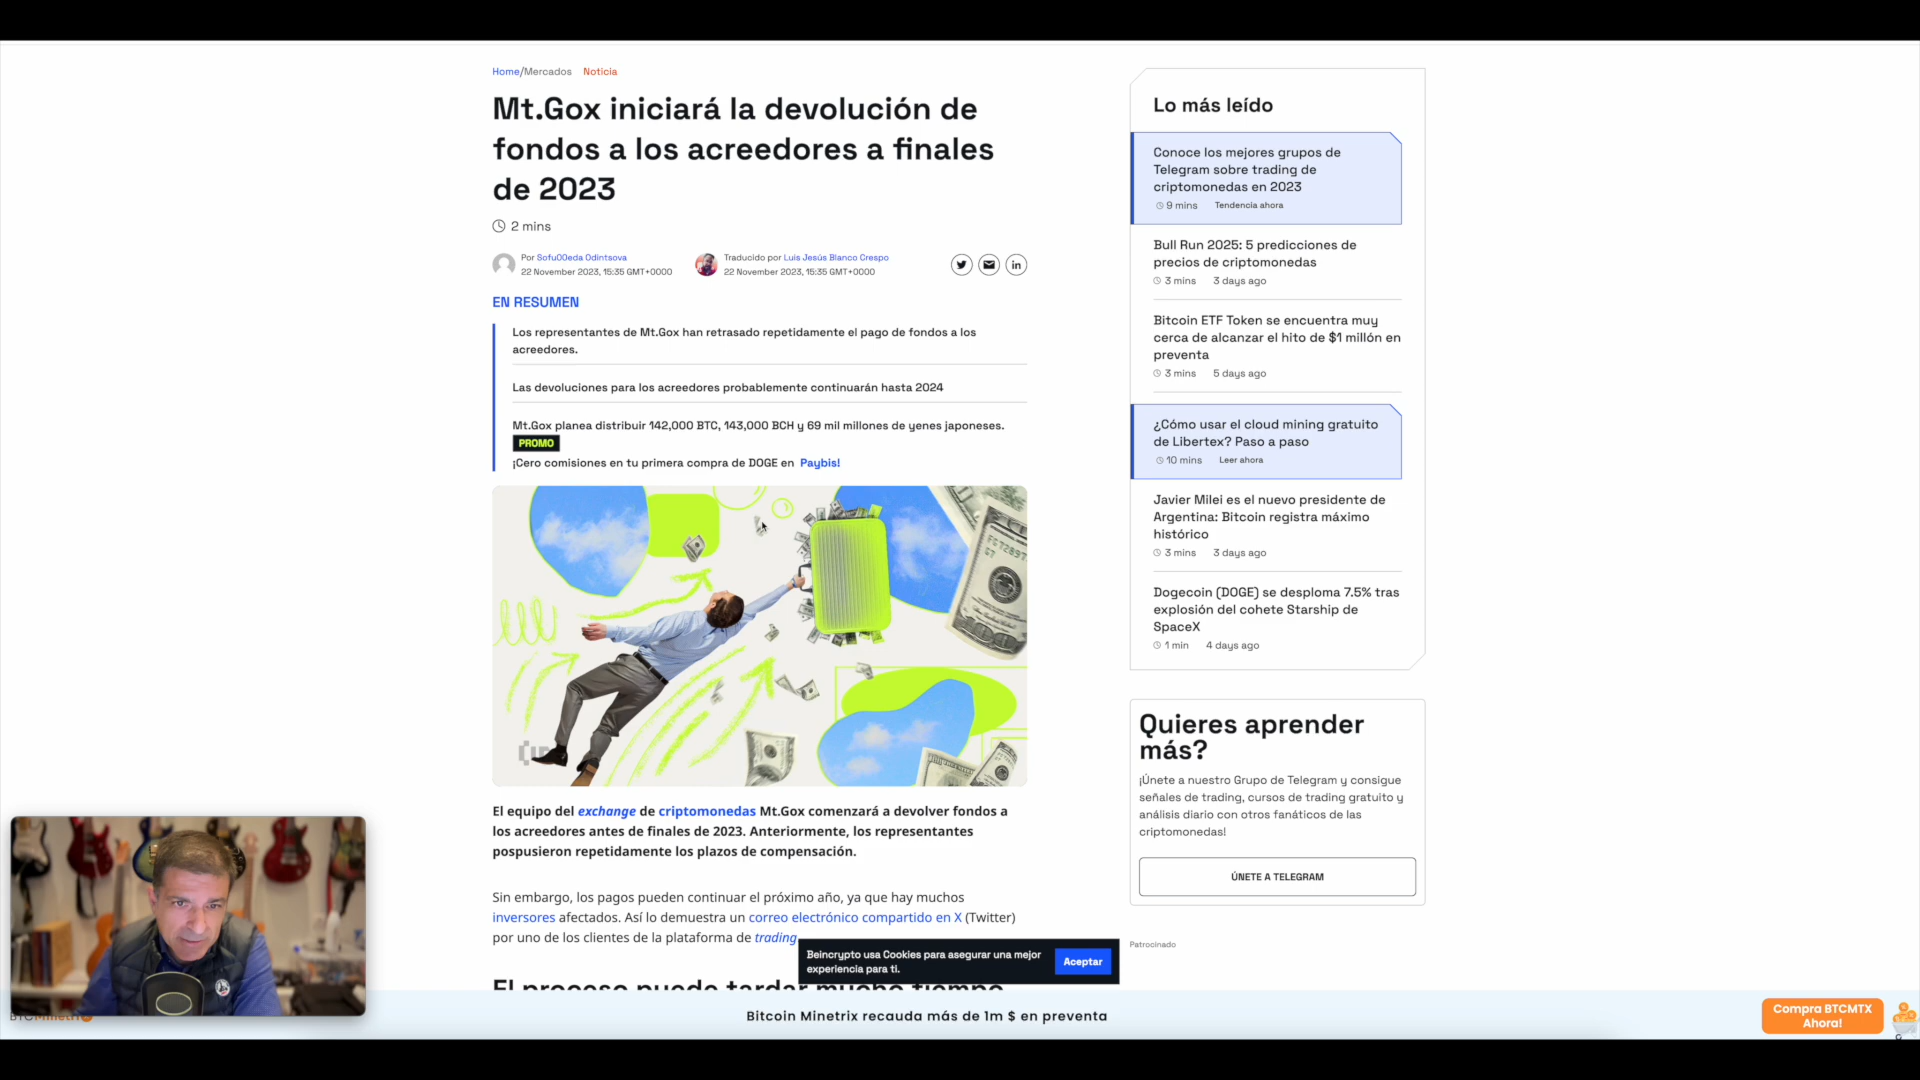 Home/Mercados Noticia
Mt.Gox iniciará la devolución de
fondos a los acreedores a finales
de 2023
2 mins
Por Sofu00eda Odintsova
22 November 2023, 15:35 GMT+0000
Traducido por Luis Jesús Blanco Crespo
22 November 2023, 15:35 GMT+0000
EN RESUMEN
Los representantes de Mt.Gox han retrasado repetidamente el pago de fondos a los
acreedores.
Las devoluciones para los acreedores probablemente continuarán hasta 2024
Mt.Gox planea distribuir 142,000 BTC, 143,000 BCH y 69 mil millones de yenes japoneses.
PROMO
¡Cero comisiones en tu primera compra de DOGE en Paybis!
El equipo del exchange de criptomonedas Mt.Gox comenzará a devolver fondos a
los acreedores antes de finales de 2023. Anteriormente, los representantes
pospusieron repetidamente los plazos de compensación.
Sin embargo, los pagos pueden continuar el próximo año, ya que hay muchos
inversores afectados. Así lo demuestra un correo electrónico compartido en X (Twitter)
por uno de los clientes de la plataforma de trading
El proceso puede tardar mucho tiempo
Lo más leído
Conoce los mejores grupos de
Telegram sobre trading de
criptomonedas en 2023
9 mins Tendencia ahora
Bull Run 2025: 5 predicciones de
precios de criptomonedas
3 mins 3 days ago
Bitcoin ETF Token se encuentra muy
cerca de alcanzar el hito de $1 millón en
preventa
3 mins 5 days ago
¿Cómo usar el cloud mining gratuito
de Libertex? Paso a paso
10 mins Leer ahora
Javier Milei es el nuevo presidente de
Argentina: Bitcoin registra máximo
histórico
3 mins 3 days ago
Dogecoin (DOGE) se desploma 7.5% tras
explosión del cohete Starship de
SpaceX
1 min 4 days ago
Quieres aprender
más?
¡Únete a nuestro Grupo de Telegram y consigue
señales de trading, cursos de trading gratuito y
análisis diario con otros fanáticos de las
criptomonedas!
ÚNETE A TELEGRAM
Patrocinado
Beincrypto usa Cookies para asegurar una mejor
experiencia para ti.
Aceptar
Bitcoin Minetrix recauda más de 1m $ en preventa
Compra BTCMTX
Ahora!